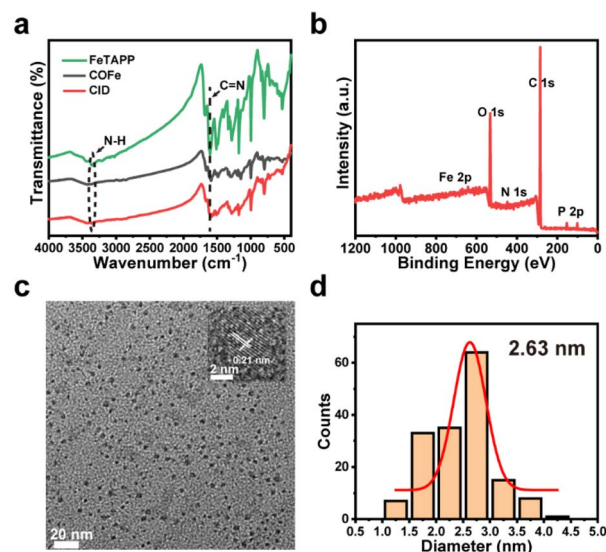 a
FeTAPP
COFe
CID
C=N
N-H
Transmittance (%)
4000 3500 3000 2500 2000 1500 1000 500
Wavenumber (cm⁻¹)
b
C 1s
O 1s
Fe 2p
N 1s
P 2p
Intensity (a.u.)
1200 1000 800 600 400 200 0
Binding Energy (eV)
c
0.21 nm
2 nm
20 nm
d
2.63 nm
60
40
20
0
Counts
0.5 1.0 1.5 2.0 2.5 3.0 3.5 4.0 4.5 5.0
Diameter (nm)